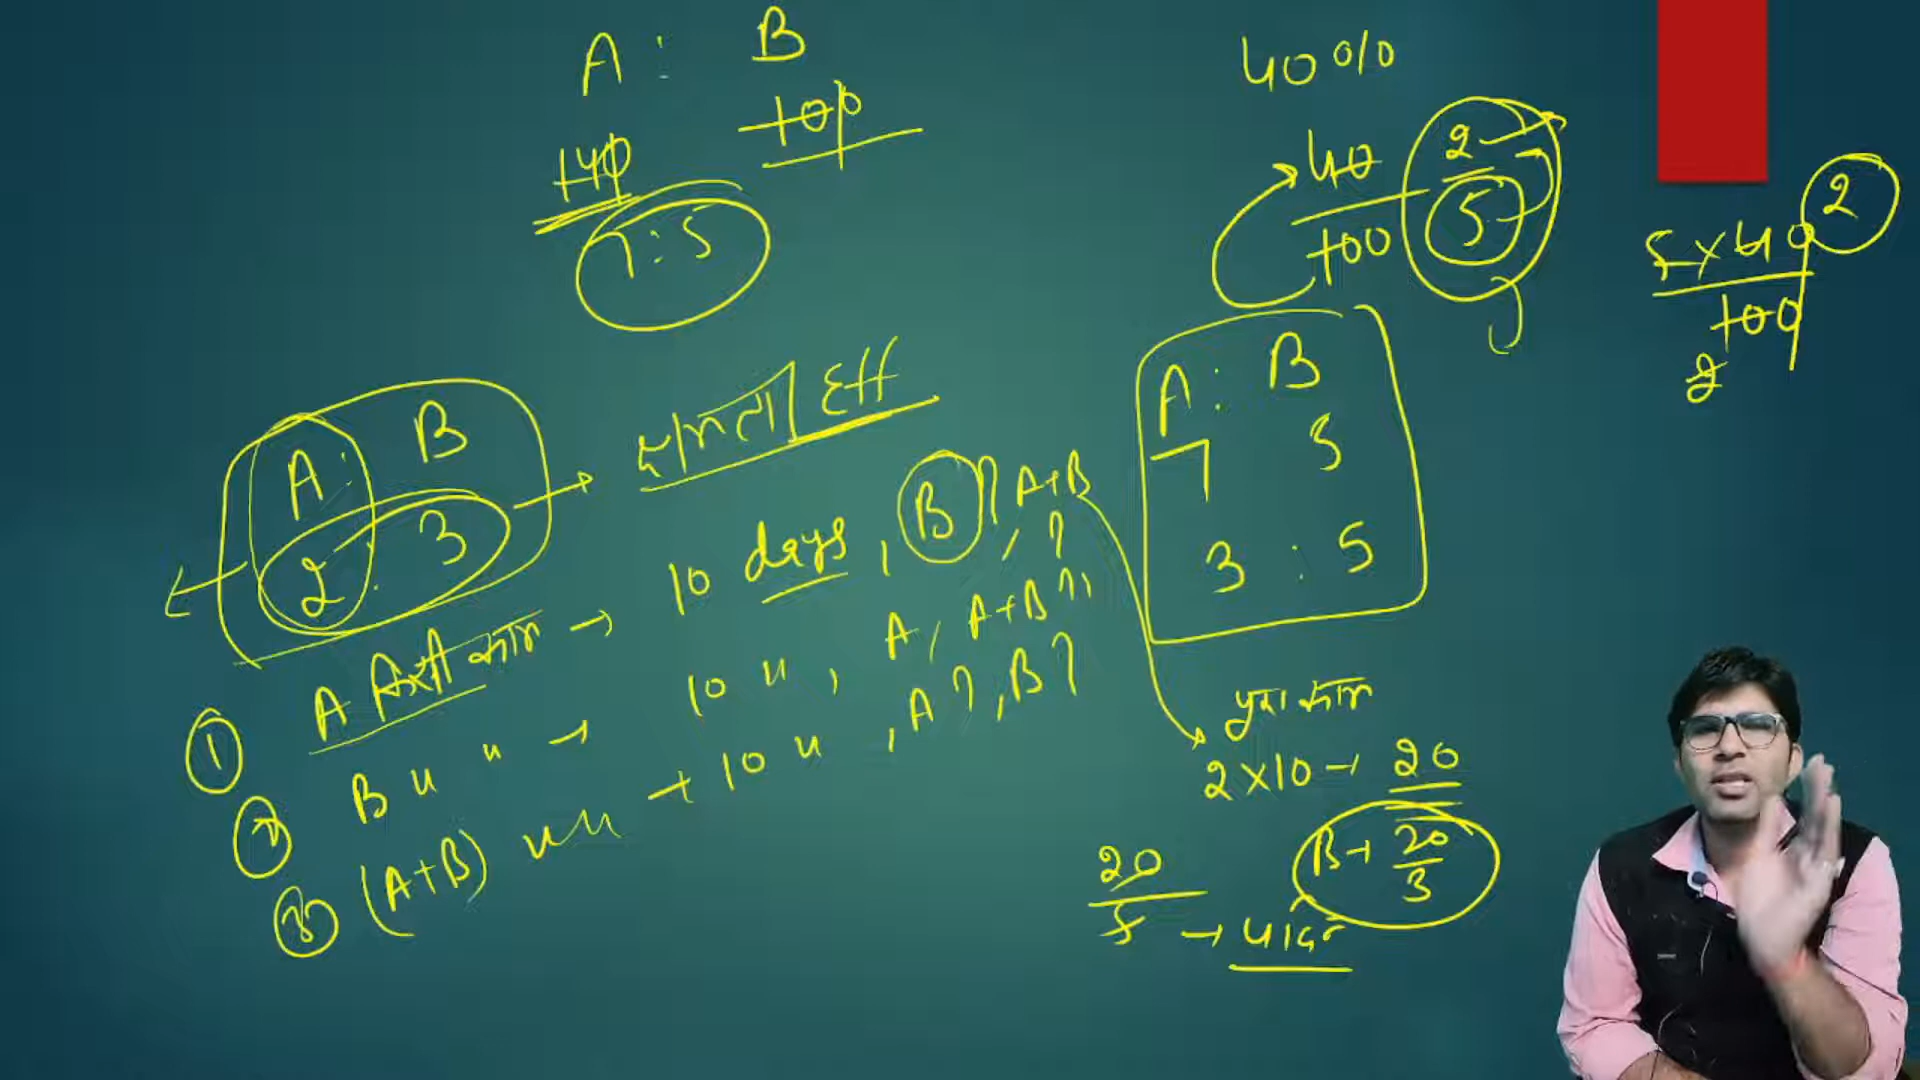 A : B
140 100
7 : 5
40 %
40
100
2
5
5 x 40
100
2
2
A : B
2 : 3
क्षमता / Eff
A : B
7 5
3 : 5
① A काम → 10 days , B ? A+B , ?
② B " " → 10 " , A , A+B ??
③ (A+B) " " → 10 " , A ? , B ?
पूरा काम
2 x 10 → 20
B → 20
3
20
5 → 4 दिन